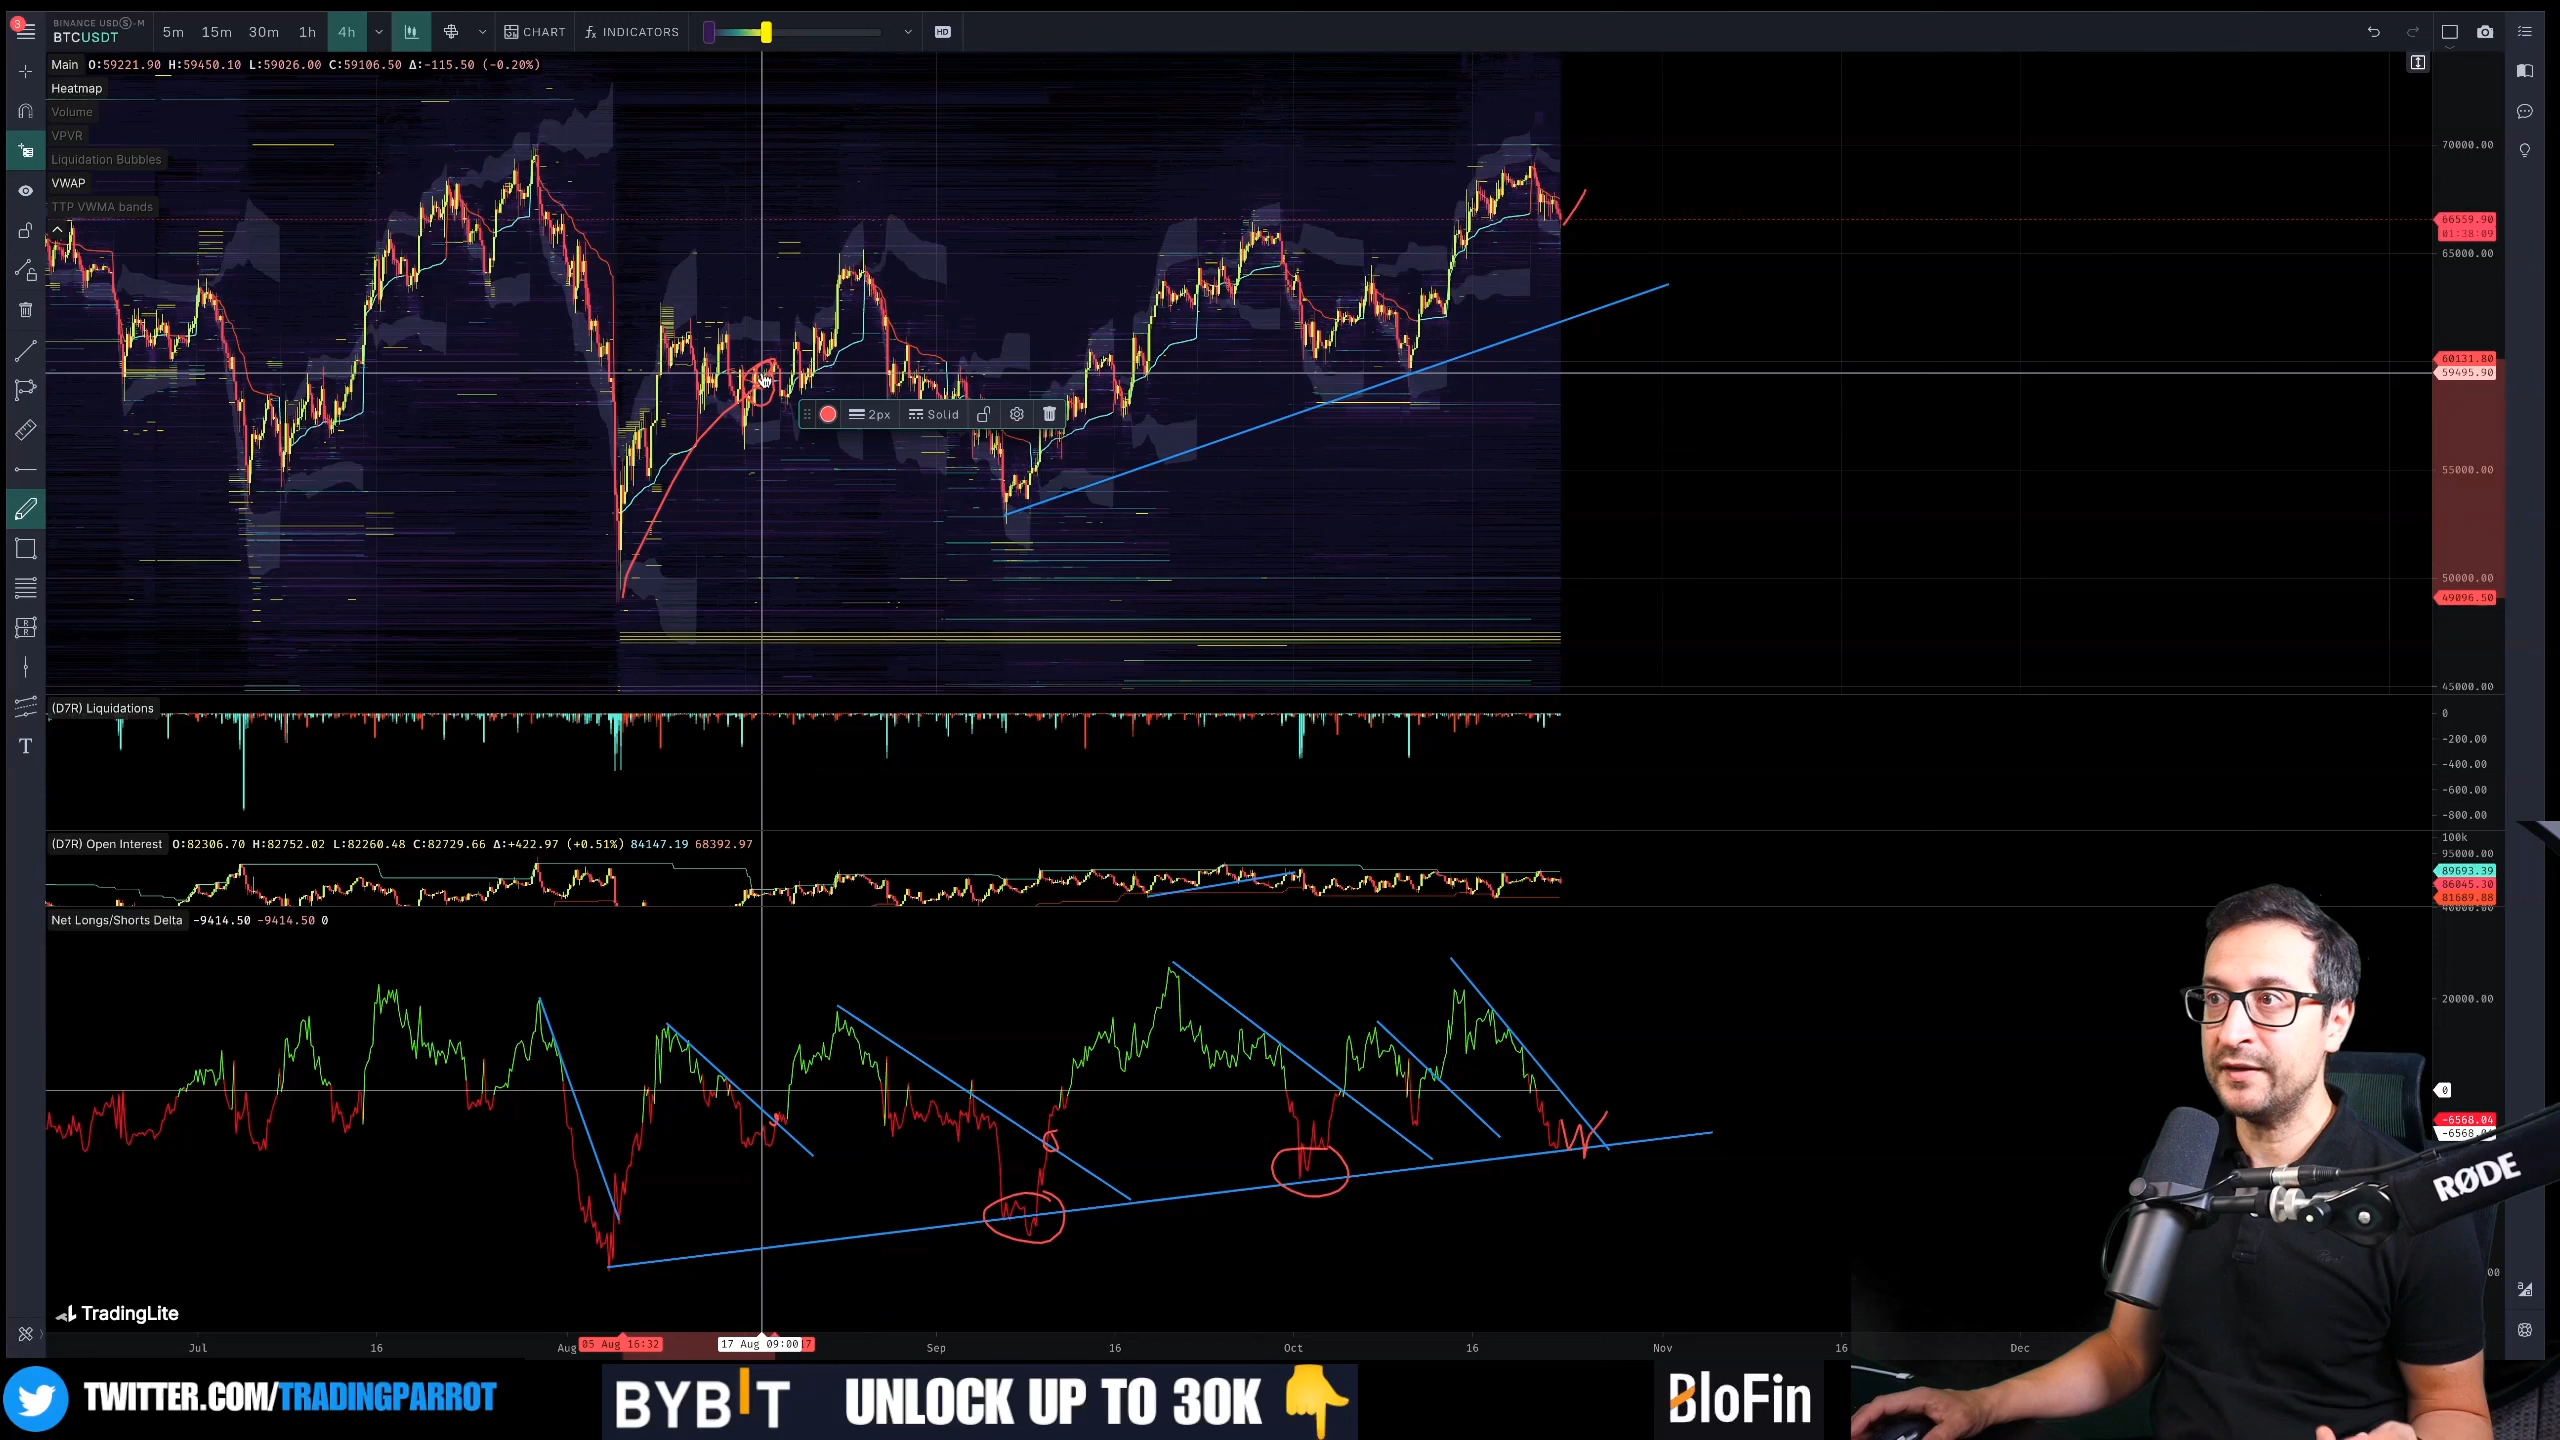 3
BINANCE USDⓈ-M
BTCUSDT
5m 15m 30m 1h 4h CHART fx INDICATORS HD
Main O:59221.90 H:59450.10 L:59026.00 C:59106.50 Δ:-115.50 (-0.20%)
Heatmap
Volume
VPVR
Liquidation Bubbles
VWAP
TTP VWMA bands
70000.00
66559.90
01:38:09
65000.00
60131.80
59495.90
2px Solid
55000.00
50000.00
49096.50
45000.00
(D7R) Liquidations
0
-200.00
-400.00
-600.00
-800.00
(D7R) Open Interest O:82306.70 H:82752.02 L:82260.48 C:82729.66 Δ:+422.97 (+0.51%) 84147.19 68392.97
100k
95000.00
89693.39
86045.30
81689.88
40000.00
Net Longs/Shorts Delta -9414.50 -9414.50 0
20000.00
0
-6568.04
-6568.0
00
RØDE
TradingLite
05 Aug 16:32 17 Aug 09:00
Jul 16 Aug Sep 16 Oct 16 Nov 16 Dec
TWITTER.COM/TRADINGPARROT
BYBIT UNLOCK UP TO 30K
BloFin